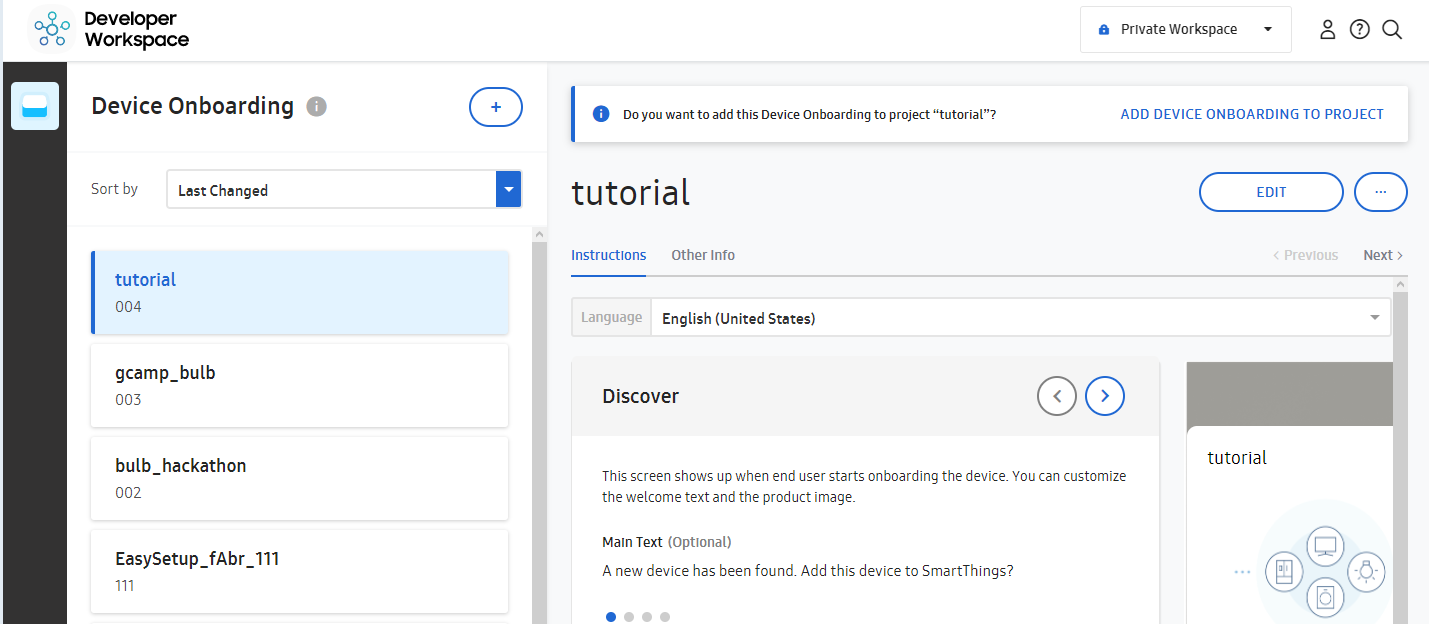 Developer
Workspace
Private Workspace
Device Onboarding
+
Sort by
Last Changed
tutorial
004
gcamp_bulb
003
bulb_hackathon
002
EasySetup_fAbr_111
111
Do you want to add this Device Onboarding to project “tutorial”?
ADD DEVICE ONBOARDING TO PROJECT
tutorial
EDIT
...
Instructions
Other Info
< Previous
Next >
Language
English (United States)
Discover
This screen shows up when end user starts onboarding the device. You can customize
the welcome text and the product image.
Main Text (Optional)
A new device has been found. Add this device to SmartThings?
tutorial